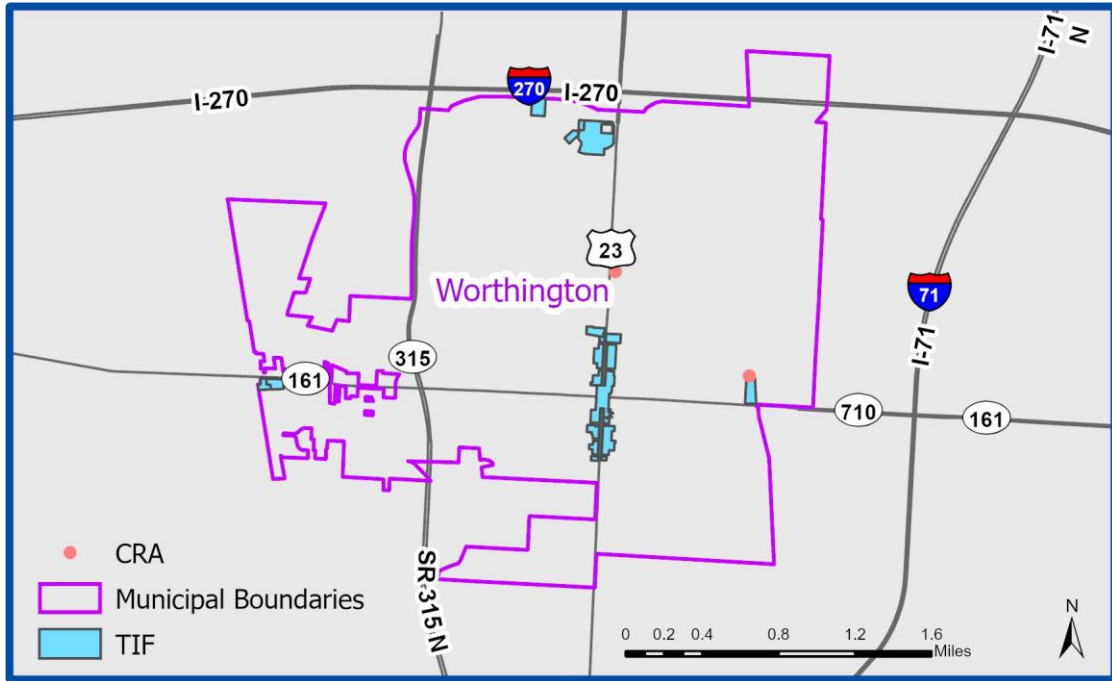 I-71 N
I-270
270
I-270
23
Worthington
71
I-71
315
161
710
161
SR-315 N
CRA
Municipal Boundaries
TIF
N
0 0.2 0.4 0.8 1.2 1.6
Miles